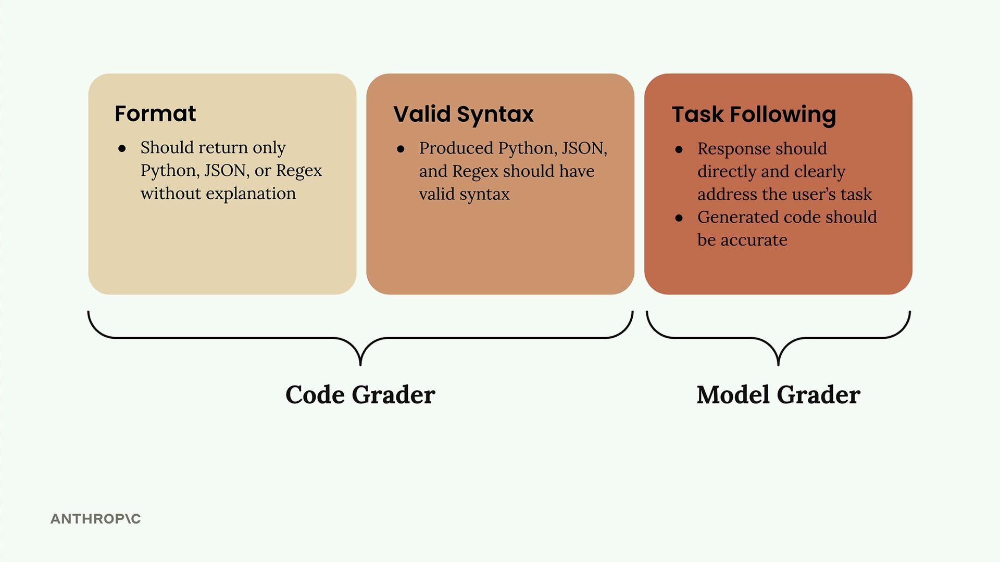 Format
● Should return only
Python, JSON, or Regex
without explanation
Valid Syntax
● Produced Python, JSON,
and Regex should have
valid syntax
Task Following
● Response should
directly and clearly
address the user’s task
● Generated code should
be accurate
Code Grader
Model Grader
ANTHROP\C